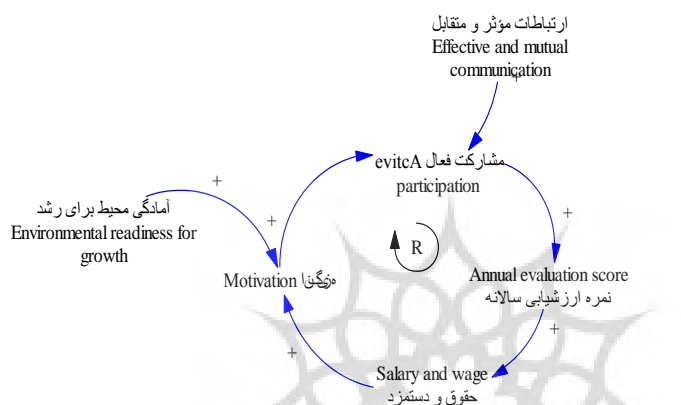 ارتباطات مؤثر و متقابل
Effective and mutual
communication
+
مشارکت فعال evitcA
participation
+
آمادگی محیط برای رشد
Environmental readiness for
growth
+
+
R
Motivation هزیگنا
Annual evaluation score
نمره ارزشیابی سالانه
+
+
Salary and wage
حقوق و دستمزد